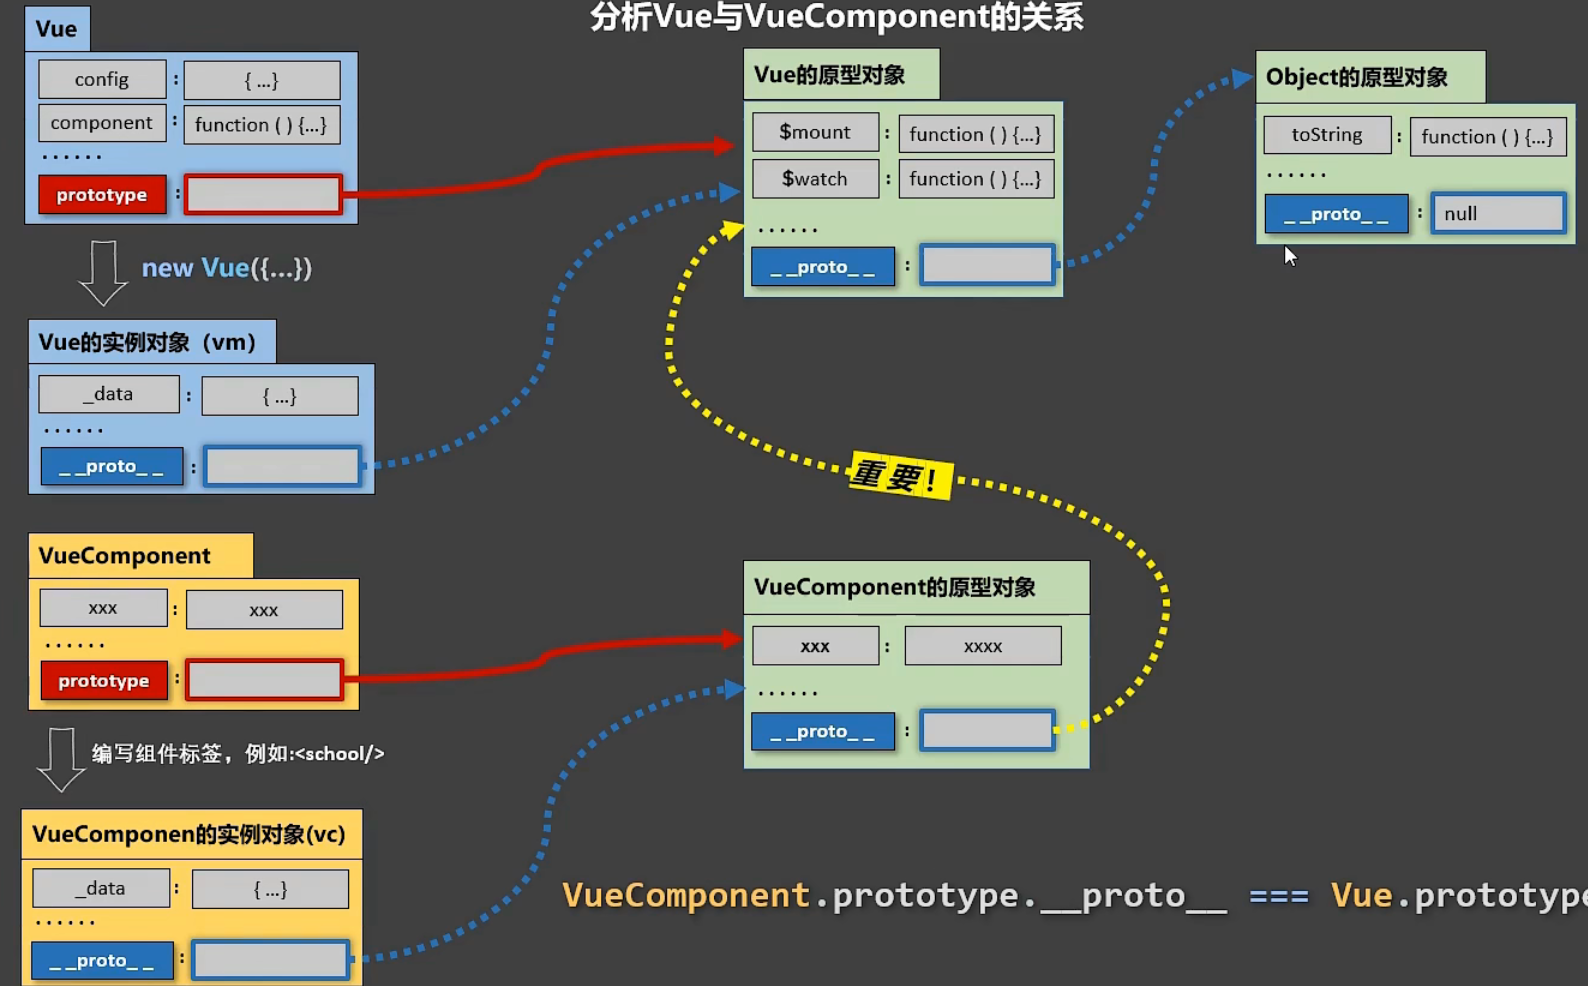 分析Vue与VueComponent的关系
Vue
config : { ...}
component : function ( ) {...}
······
prototype :
new Vue({...})
Vue的实例对象（vm）
_data : { ...}
······
_ _proto_ _ :
VueComponent
xxx : xxx
······
prototype :
编写组件标签，例如:<school/>
VueComponen的实例对象(vc)
_data : { ...}
······
_ _proto_ _ :
Vue的原型对象
$mount : function ( ) {...}
$watch : function ( ) {...}
······
_ _proto_ _ :
Object的原型对象
toString : function ( ) {...}
······
_ _proto_ _ : null
重要！
VueComponent的原型对象
xxx : xxxx
······
_ _proto_ _ :
VueComponent.prototype.__proto__ === Vue.prototype